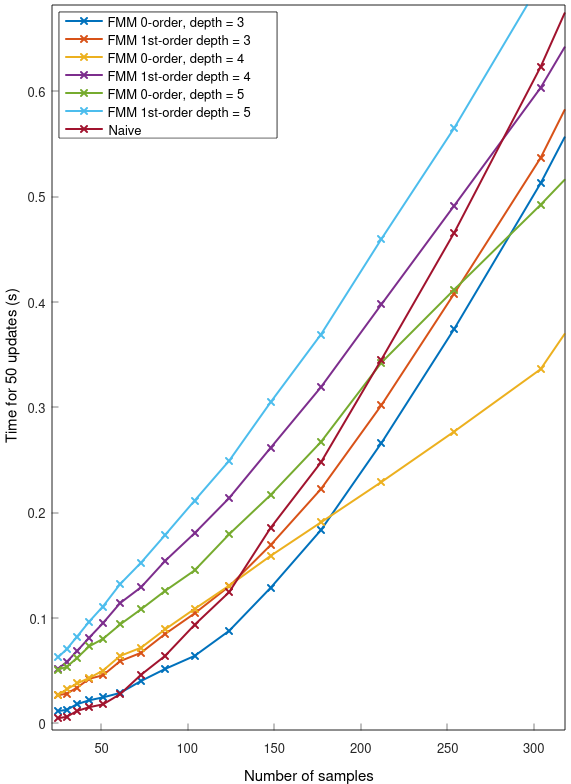 FMM 0-order, depth = 3
FMM 1st-order depth = 3
FMM 0-order, depth = 4
FMM 1st-order depth = 4
FMM 0-order, depth = 5
FMM 1st-order depth = 5
Naive
0.6
0.5
0.4
0.3
0.2
0.1
0
Time for 50 updates (s)
50 100 150 200 250 300
Number of samples